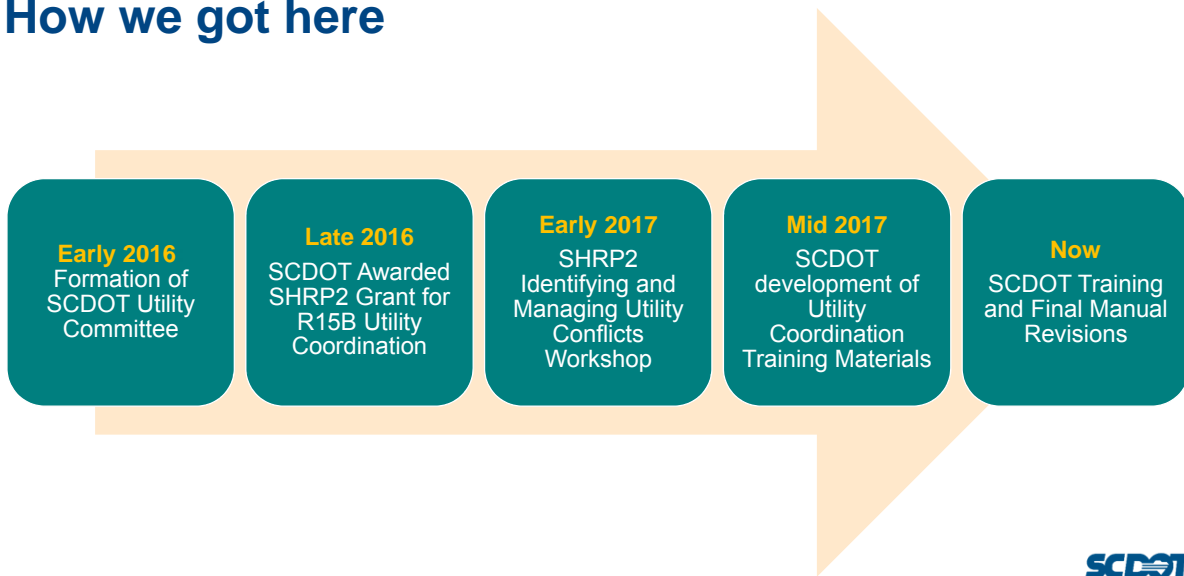 How we got here
Early 2016
Formation of
SCDOT Utility
Committee
Late 2016
SCDOT Awarded
SHRP2 Grant for
R15B Utility
Coordination
Early 2017
SHRP2
Identifying and
Managing Utility
Conflicts
Workshop
Mid 2017
SCDOT
development of
Utility
Coordination
Training Materials
Now
SCDOT Training
and Final Manual
Revisions
SCDOT